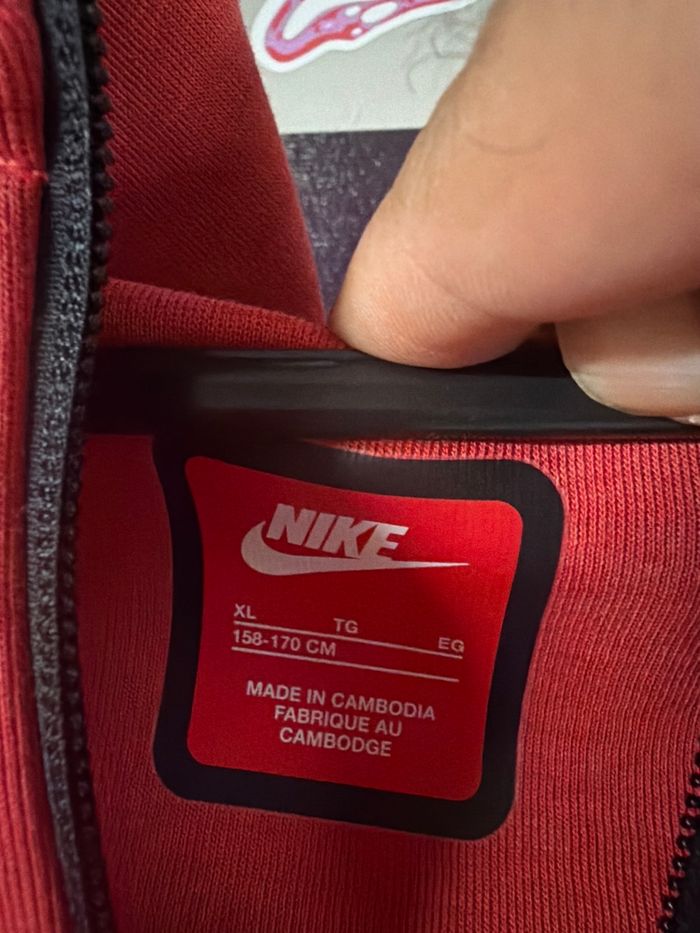 NIKE
XL TG EG
158-170 CM
MADE IN CAMBODIA
FABRIQUE AU
CAMBODGE